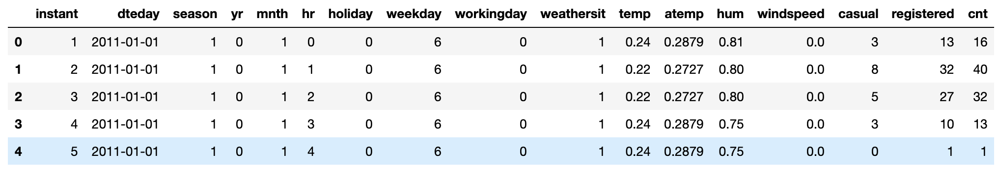 instant dteday season yr mnth hr holiday weekday workingday weathersit temp atemp hum windspeed casual registered cnt
0 1 2011-01-01 1 0 1 0 0 6 0 1 0.24 0.2879 0.81 0.0 3 13 16
1 2 2011-01-01 1 0 1 1 0 6 0 1 0.22 0.2727 0.80 0.0 8 32 40
2 3 2011-01-01 1 0 1 2 0 6 0 1 0.22 0.2727 0.80 0.0 5 27 32
3 4 2011-01-01 1 0 1 3 0 6 0 1 0.24 0.2879 0.75 0.0 3 10 13
4 5 2011-01-01 1 0 1 4 0 6 0 1 0.24 0.2879 0.75 0.0 0 1 1